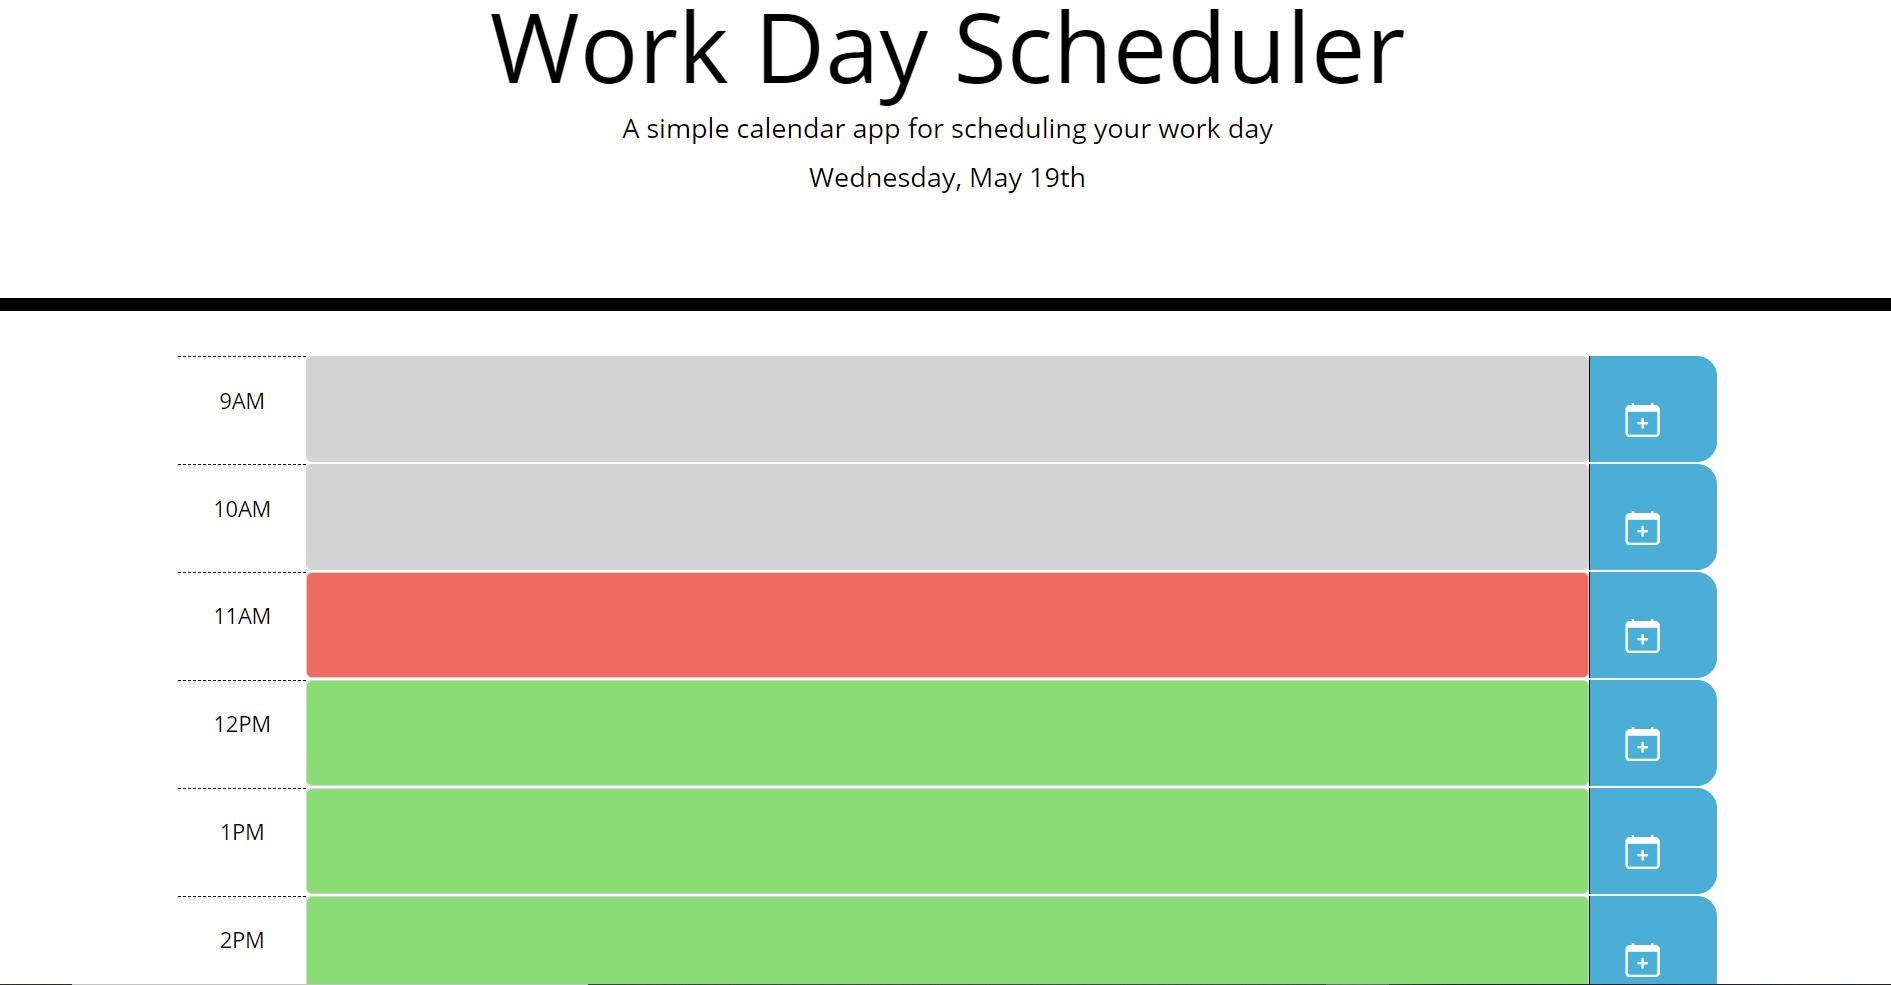 Work Day Scheduler
A simple calendar app for scheduling your work day
Wednesday, May 19th
9AM
10AM
11AM
12PM
1PM
2PM